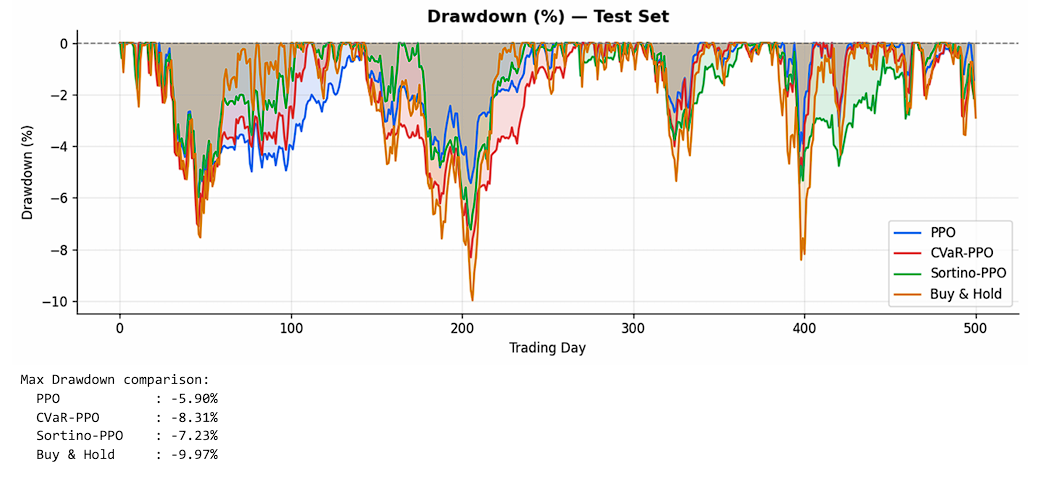 Drawdown (%) — Test Set
0
−2
−4
−6
−8
−10
Drawdown (%)
0 100 200 300 400 500
Trading Day
PPO
CVaR-PPO
Sortino-PPO
Buy & Hold
Max Drawdown comparison:
PPO : -5.90%
CVaR-PPO : -8.31%
Sortino-PPO : -7.23%
Buy & Hold : -9.97%